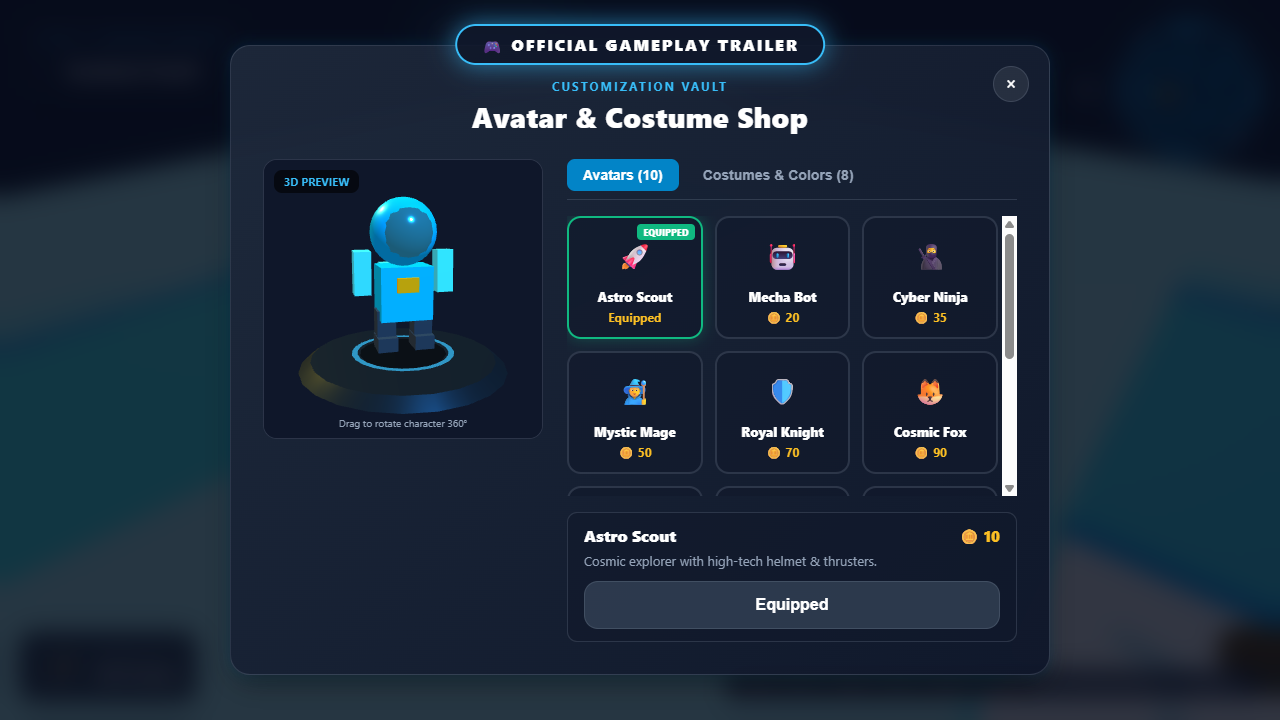 🎮 OFFICIAL GAMEPLAY TRAILER
CUSTOMIZATION VAULT
Avatar & Costume Shop
×
3D PREVIEW
Drag to rotate character 360°
Avatars (10)
Costumes & Colors (8)
EQUIPPED
Astro Scout
Equipped
Mecha Bot
20
Cyber Ninja
35
Mystic Mage
50
Royal Knight
70
Cosmic Fox
90
Astro Scout
10
Cosmic explorer with high-tech helmet & thrusters.
Equipped